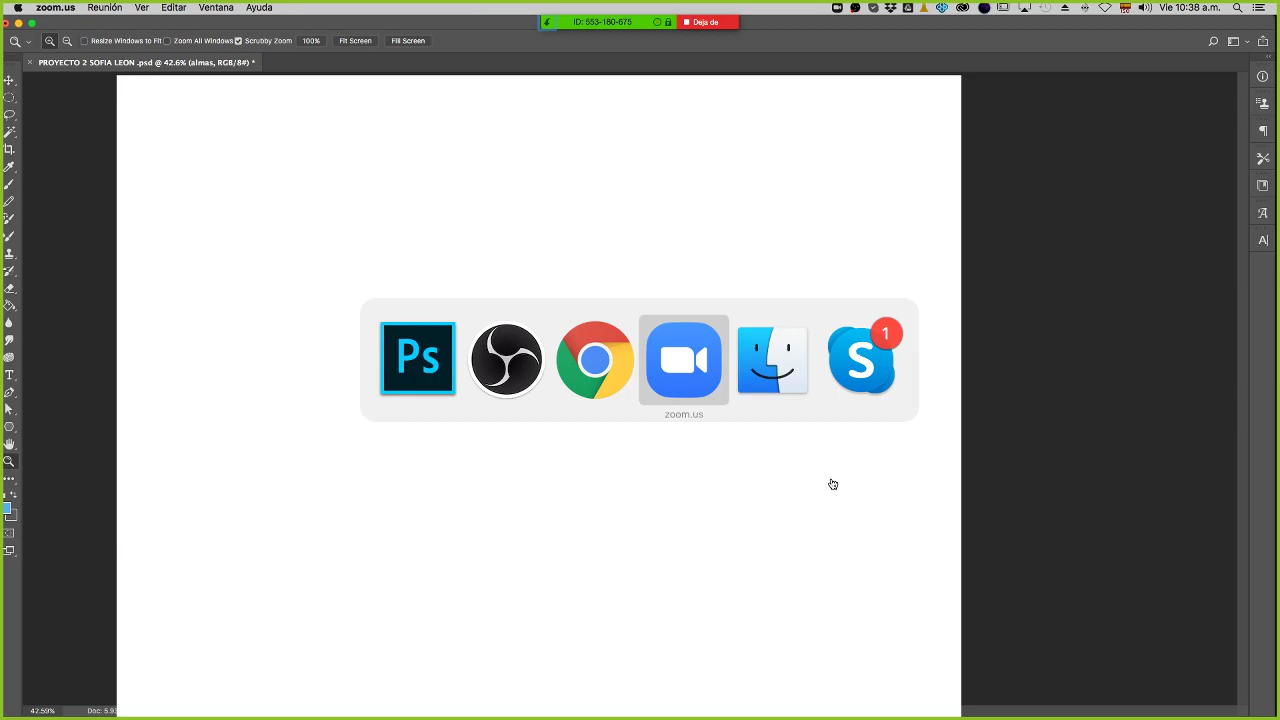 zoom.us Reunión Ver Editar Ventana Ayuda Vie 10:38 a.m.
ID: 553-180-675 Deja de
Resize Windows to Fit Zoom All Windows Scrubby Zoom 100% Fit Screen Fill Screen
PROYECTO 2 SOFIA LEON .psd @ 42.6% (almas, RGB/8#) *
Ps
S
1
zoom.us
42.59% Doc: 5.93